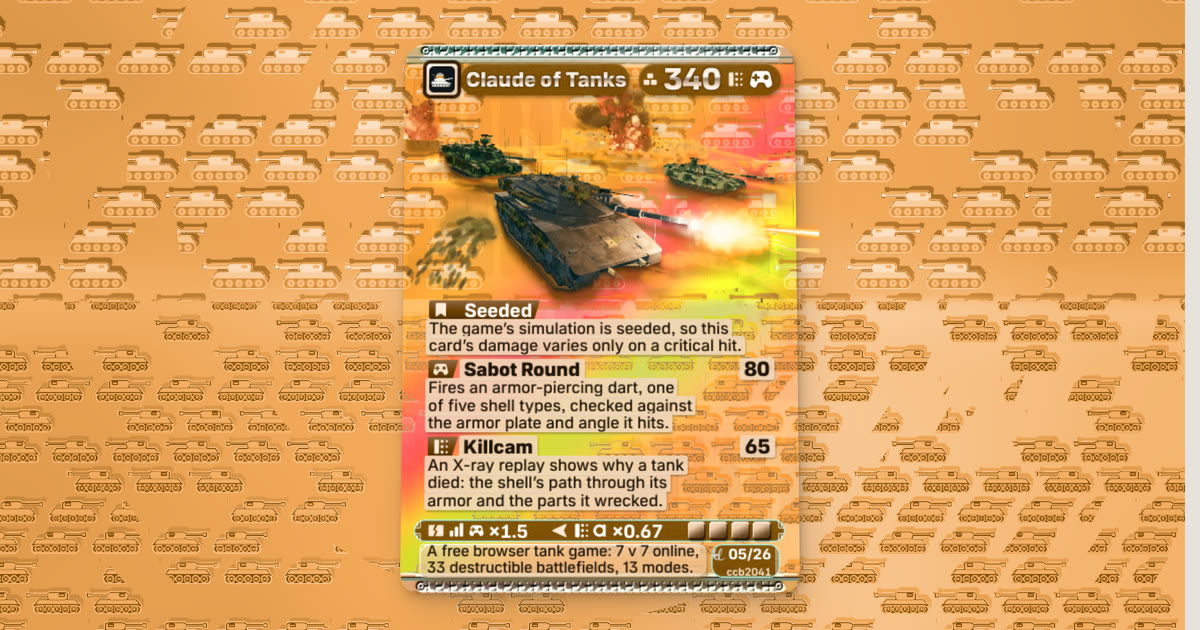 Claude of Tanks 340
Seeded
The game's simulation is seeded, so this
card's damage varies only on a critical hit.
Sabot Round 80
Fires an armor-piercing dart, one
of five shell types, checked against
the armor plate and angle it hits.
Killcam 65
An X-ray replay shows why a tank
died: the shell's path through its
armor and the parts it wrecked.
×1.5 ×0.67
A free browser tank game: 7 v 7 online,
33 destructible battlefields, 13 modes.
05/26
ccb2041